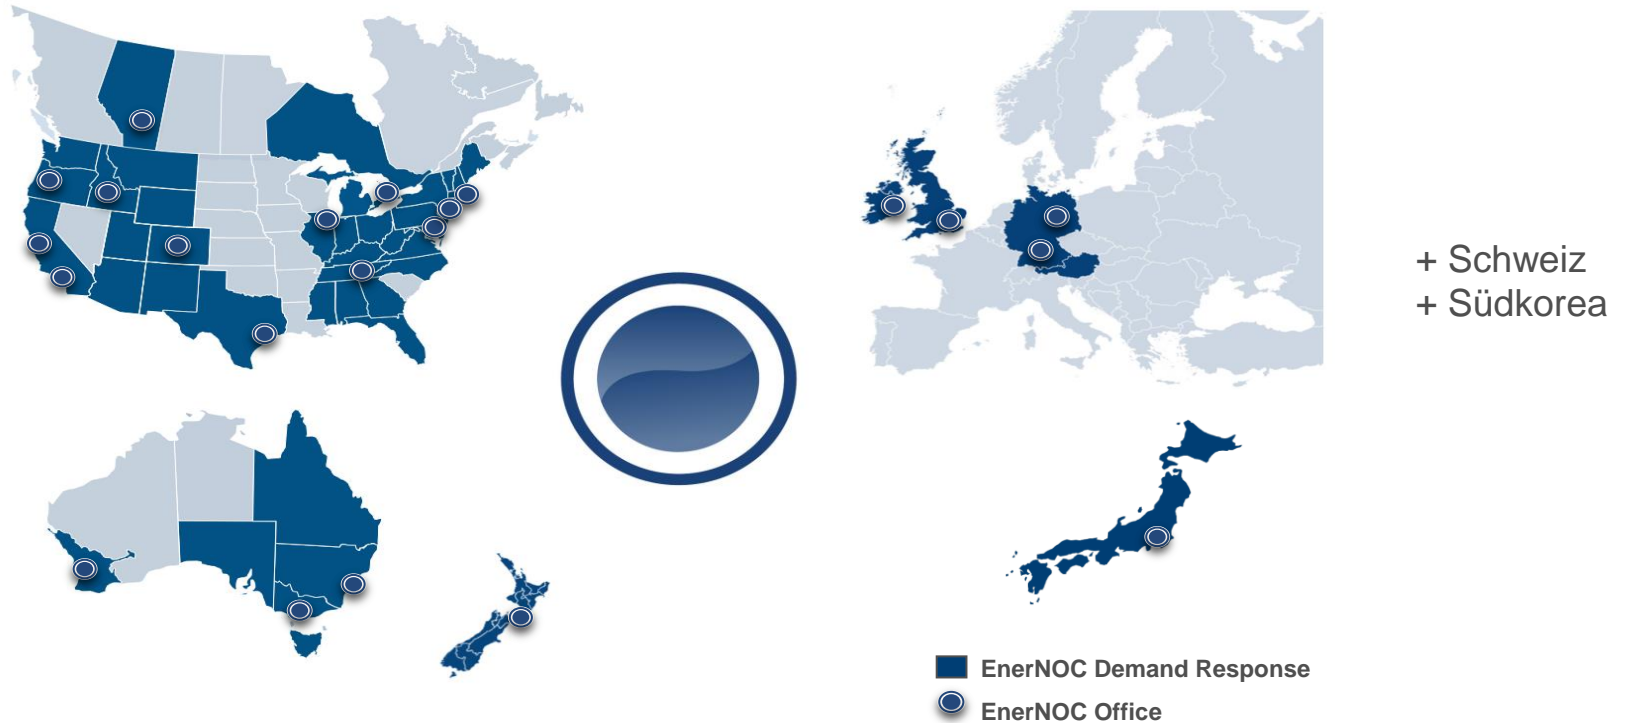 + Schweiz
+ Südkorea
EnerNOC Demand Response
EnerNOC Office